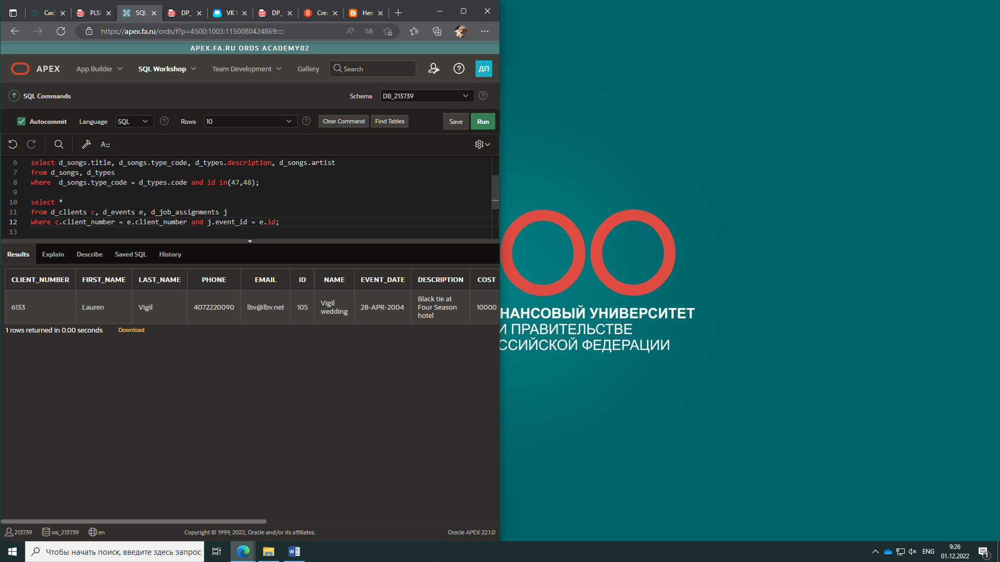 Сис
PLS
SQL
DP_
VK
DP_
Crea
Her
https://apex.fa.ru/ords/f?p=4500:1003:1150080424869:::::
APEX.FA.RU ORDS ACADEMY02
APEX App Builder SQL Workshop Team Development Gallery Search ДП
SQL Commands Schema DB_213739
Autocommit Language SQL Rows 10 Clear Command Find Tables Save Run
6 select d_songs.title, d_songs.type_code, d_types.description, d_songs.artist
7 from d_songs, d_types
8 where  d_songs.type_code = d_types.code and id in(47,48);
9
10 select *
11 from d_clients c, d_events e, d_job_assignments j
12 where c.client_number = e.client_number and j.event_id = e.id;
13
Results Explain Describe Saved SQL History
CLIENT_NUMBER FIRST_NAME LAST_NAME PHONE EMAIL ID NAME EVENT_DATE DESCRIPTION COST
6133 Lauren Vigil 4072220090 lbv@lbv.net 105 Vigil wedding 28-APR-2004 Black tie at Four Season hotel 10000
1 rows returned in 0.00 seconds Download
НАНСОВЫЙ УНИВЕРСИТЕТ
И ПРАВИТЕЛЬСТВЕ
ССИЙСКОЙ ФЕДЕРАЦИИ
213739 ws_213739 en Copyright © 1999, 2022, Oracle and/or its affiliates. Oracle APEX 22.1.0
Чтобы начать поиск, введите здесь запрос
ENG
9:26
01.12.2022
1